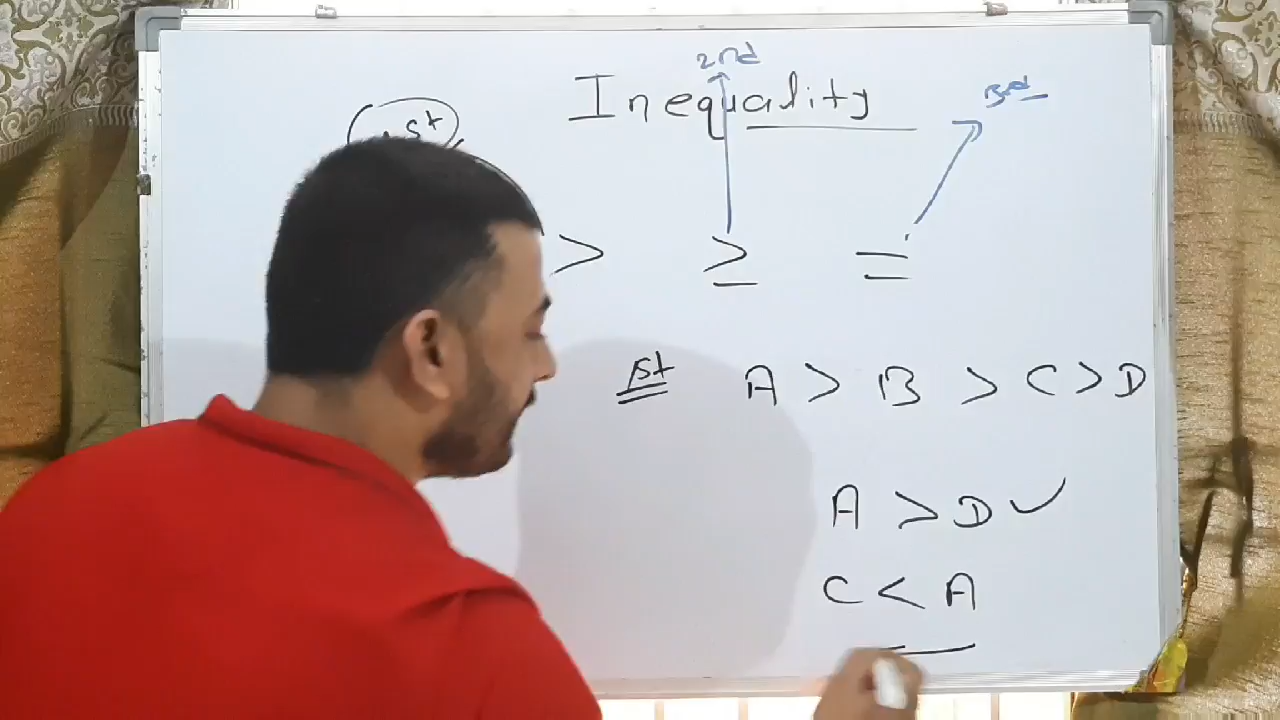 2nd
Inequality
3rd
1st
> ≥ =
1st A > B > C > D
A > D ✓
C < A